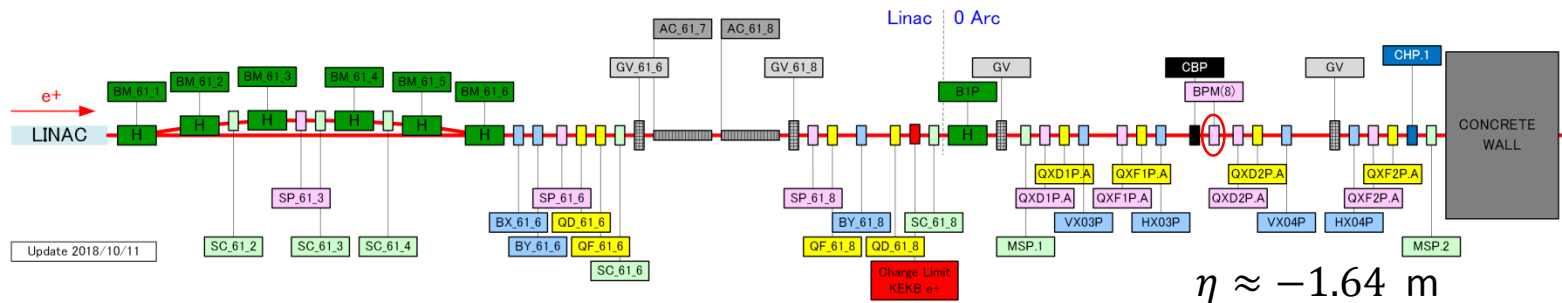 Linac 0 Arc
AC_61_7
AC_61_8
GV_61_6
GV_61_8
GV
CBP
GV
CHP.1
BM_61_1
BM_61_2
BM_61_3
BM_61_4
BM_61_5
BM_61_6
B1P
BPM(8)
e+
LINAC
H
H
H
H
H
H
H
CONCRETE
WALL
SP_61_3
SP_61_6
SP_61_8
QXD1P.A
QXF1P.A
QXD2P.A
QXF2P.A
QXD1P.A
QXF1P.A
QXD2P.A
QXF2P.A
BX_61_6
QD_61_6
BY_61_8
SC_61_8
MSP.1
VX03P
HX03P
VX04P
HX04P
Update 2018/10/11
SC_61_2
SC_61_3
SC_61_4
BY_61_6
QF_61_6
QF_61_8
QD_61_8
MSP.2
SC_61_6
Charge Limit
KEKB e+
η ≈ −1.64 m